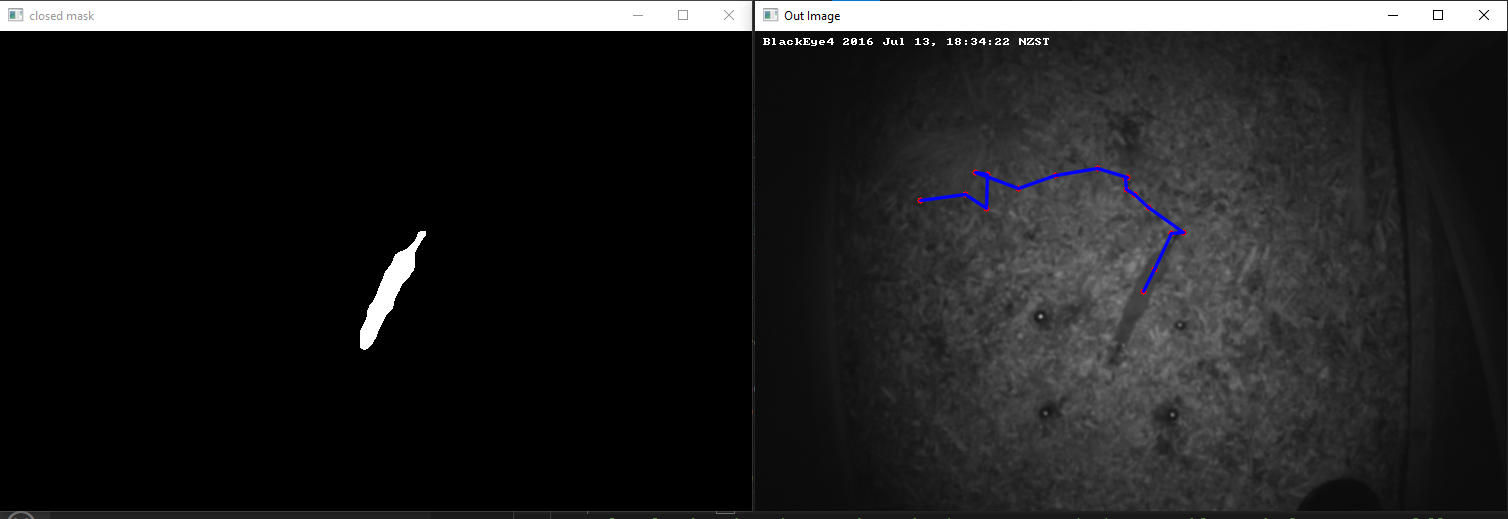 closed mask
Out Image
BlackEye4 2016 Jul 13, 18:34:22 NZST